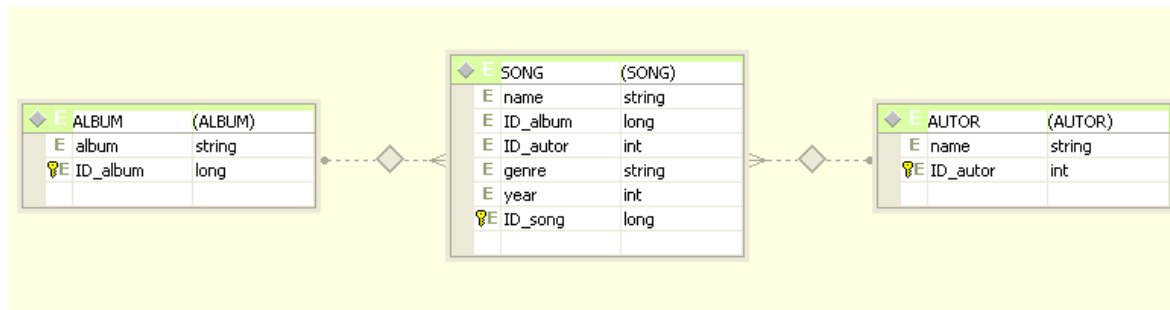 E ALBUM (ALBUM)
E album string
E ID_album long
E SONG (SONG)
E name string
E ID_album long
E ID_autor int
E genre string
E year int
E ID_song long
E AUTOR (AUTOR)
E name string
E ID_autor int